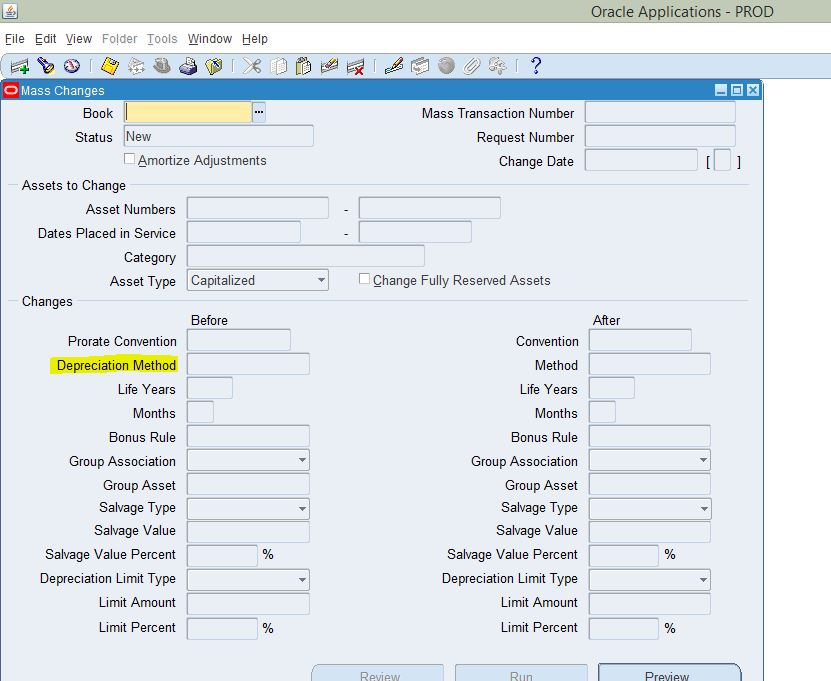 Oracle Applications - PROD
File Edit View Folder Tools Window Help
?
Mass Changes
Book ... Mass Transaction Number
Status New Request Number
Amortize Adjustments Change Date [ ]
Assets to Change
Asset Numbers -
Dates Placed in Service -
Category
Asset Type Capitalized Change Fully Reserved Assets
Changes
Before After
Prorate Convention Convention
Depreciation Method Method
Life Years Life Years
Months Months
Bonus Rule Bonus Rule
Group Association Group Association
Group Asset Group Asset
Salvage Type Salvage Type
Salvage Value Salvage Value
Salvage Value Percent % Salvage Value Percent %
Depreciation Limit Type Depreciation Limit Type
Limit Amount Limit Amount
Limit Percent % Limit Percent %
Review Run Preview